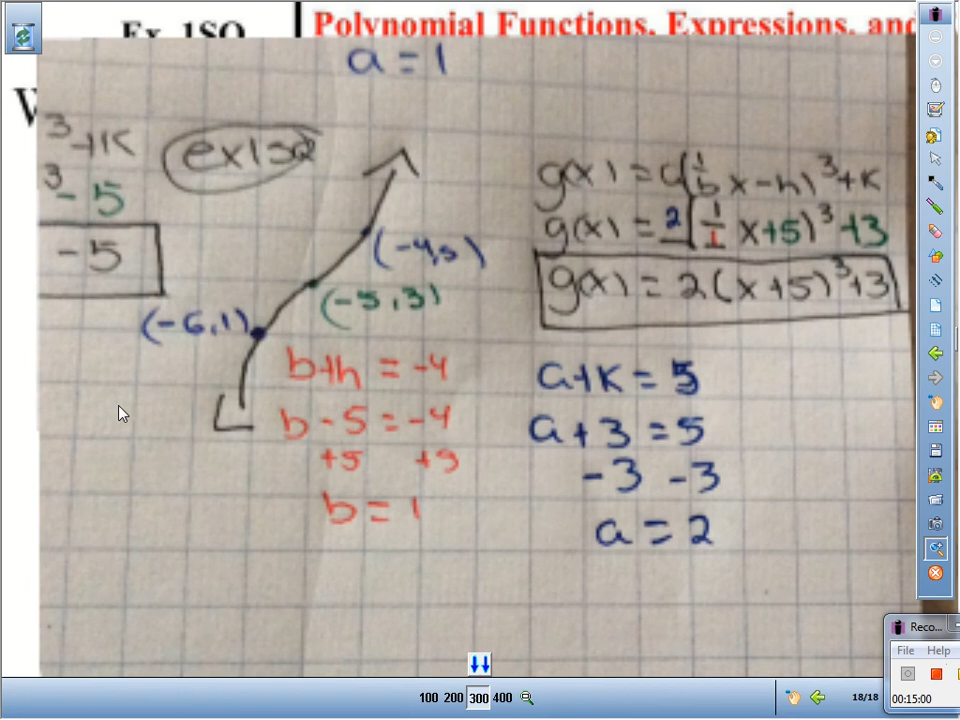 Ex. 1SQ
Polynomial Functions, Expressions, and
a = 1
3 + K
3 - 5
- 5
g(x) = a(1/b x - h)^3 + K
g(x) = 2(1/1 x + 5)^3 + 3
g(x) = 2(x + 5)^3 + 3
(-4,5)
(-5,3)
(-6,1)
b + h = -4
b - 5 = -4
+5 +5
b = 1
a + K = 5
a + 3 = 5
- 3 - 3
a = 2
100 200 300 400
18/18
Reco...
File Help
00:15:00